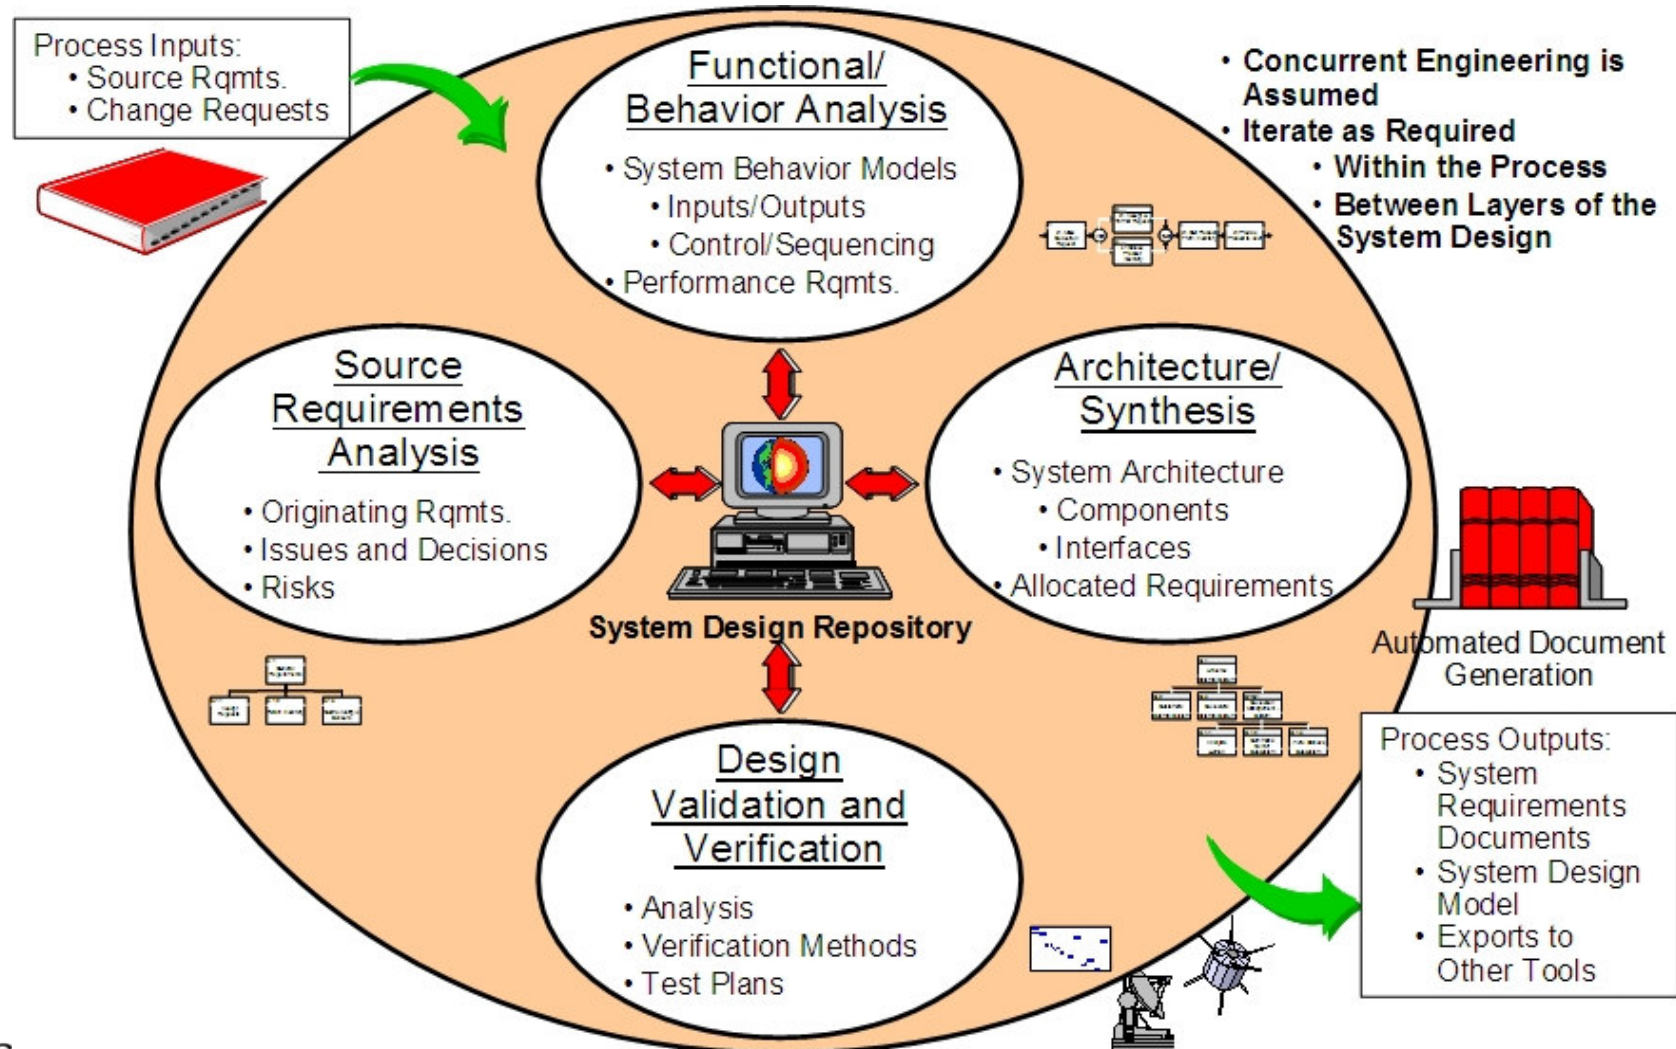 Process Inputs:
• Source Rqmts.
• Change Requests
Functional/
Behavior Analysis
• System Behavior Models
• Inputs/Outputs
• Control/Sequencing
• Performance Rqmts.
• Concurrent Engineering is
Assumed
• Iterate as Required
• Within the Process
• Between Layers of the
System Design
Source
Requirements
Analysis
• Originating Rqmts.
• Issues and Decisions
• Risks
Architecture/
Synthesis
• System Architecture
• Components
• Interfaces
• Allocated Requirements
System Design Repository
Automated Document
Generation
Design
Validation and
Verification
• Analysis
• Verification Methods
• Test Plans
Process Outputs:
• System
Requirements
Documents
• System Design
Model
• Exports to
Other Tools